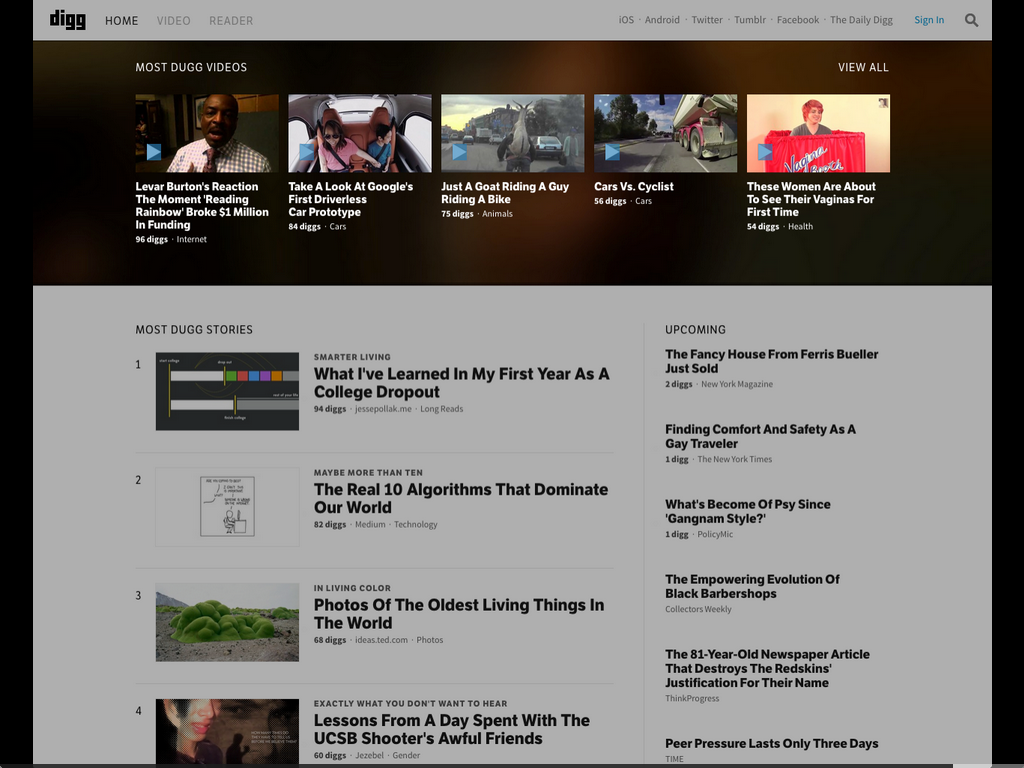 digg HOME VIDEO READER iOS · Android · Twitter · Tumblr · Facebook · The Daily Digg Sign In
MOST DUGG VIDEOS VIEW ALL
Levar Burton's Reaction
The Moment 'Reading
Rainbow' Broke $1 Million
In Funding
96 diggs · Internet
Take A Look At Google's
First Driverless
Car Prototype
84 diggs · Cars
Just A Goat Riding A Guy
Riding A Bike
75 diggs · Animals
Cars Vs. Cyclist
56 diggs · Cars
These Women Are About
To See Their Vaginas For
First Time
54 diggs · Health
MOST DUGG STORIES
1
start college
drop out
out of your life
finish college
SMARTER LIVING
What I've Learned In My First Year As A
College Dropout
94 diggs · jessepollak.me · Long Reads
2
MAYBE MORE THAN TEN
The Real 10 Algorithms That Dominate
Our World
82 diggs · Medium · Technology
3
IN LIVING COLOR
Photos Of The Oldest Living Things In
The World
68 diggs · ideas.ted.com · Photos
4
EXACTLY WHAT YOU DON'T WANT TO HEAR
Lessons From A Day Spent With The
UCSB Shooter's Awful Friends
60 diggs · Jezebel · Gender
UPCOMING
The Fancy House From Ferris Bueller
Just Sold
2 diggs · New York Magazine
Finding Comfort And Safety As A
Gay Traveler
1 digg · The New York Times
What's Become Of Psy Since
'Gangnam Style?'
1 digg · PolicyMic
The Empowering Evolution Of
Black Barbershops
Collectors Weekly
The 81-Year-Old Newspaper Article
That Destroys The Redskins'
Justification For Their Name
ThinkProgress
Peer Pressure Lasts Only Three Days
TIME